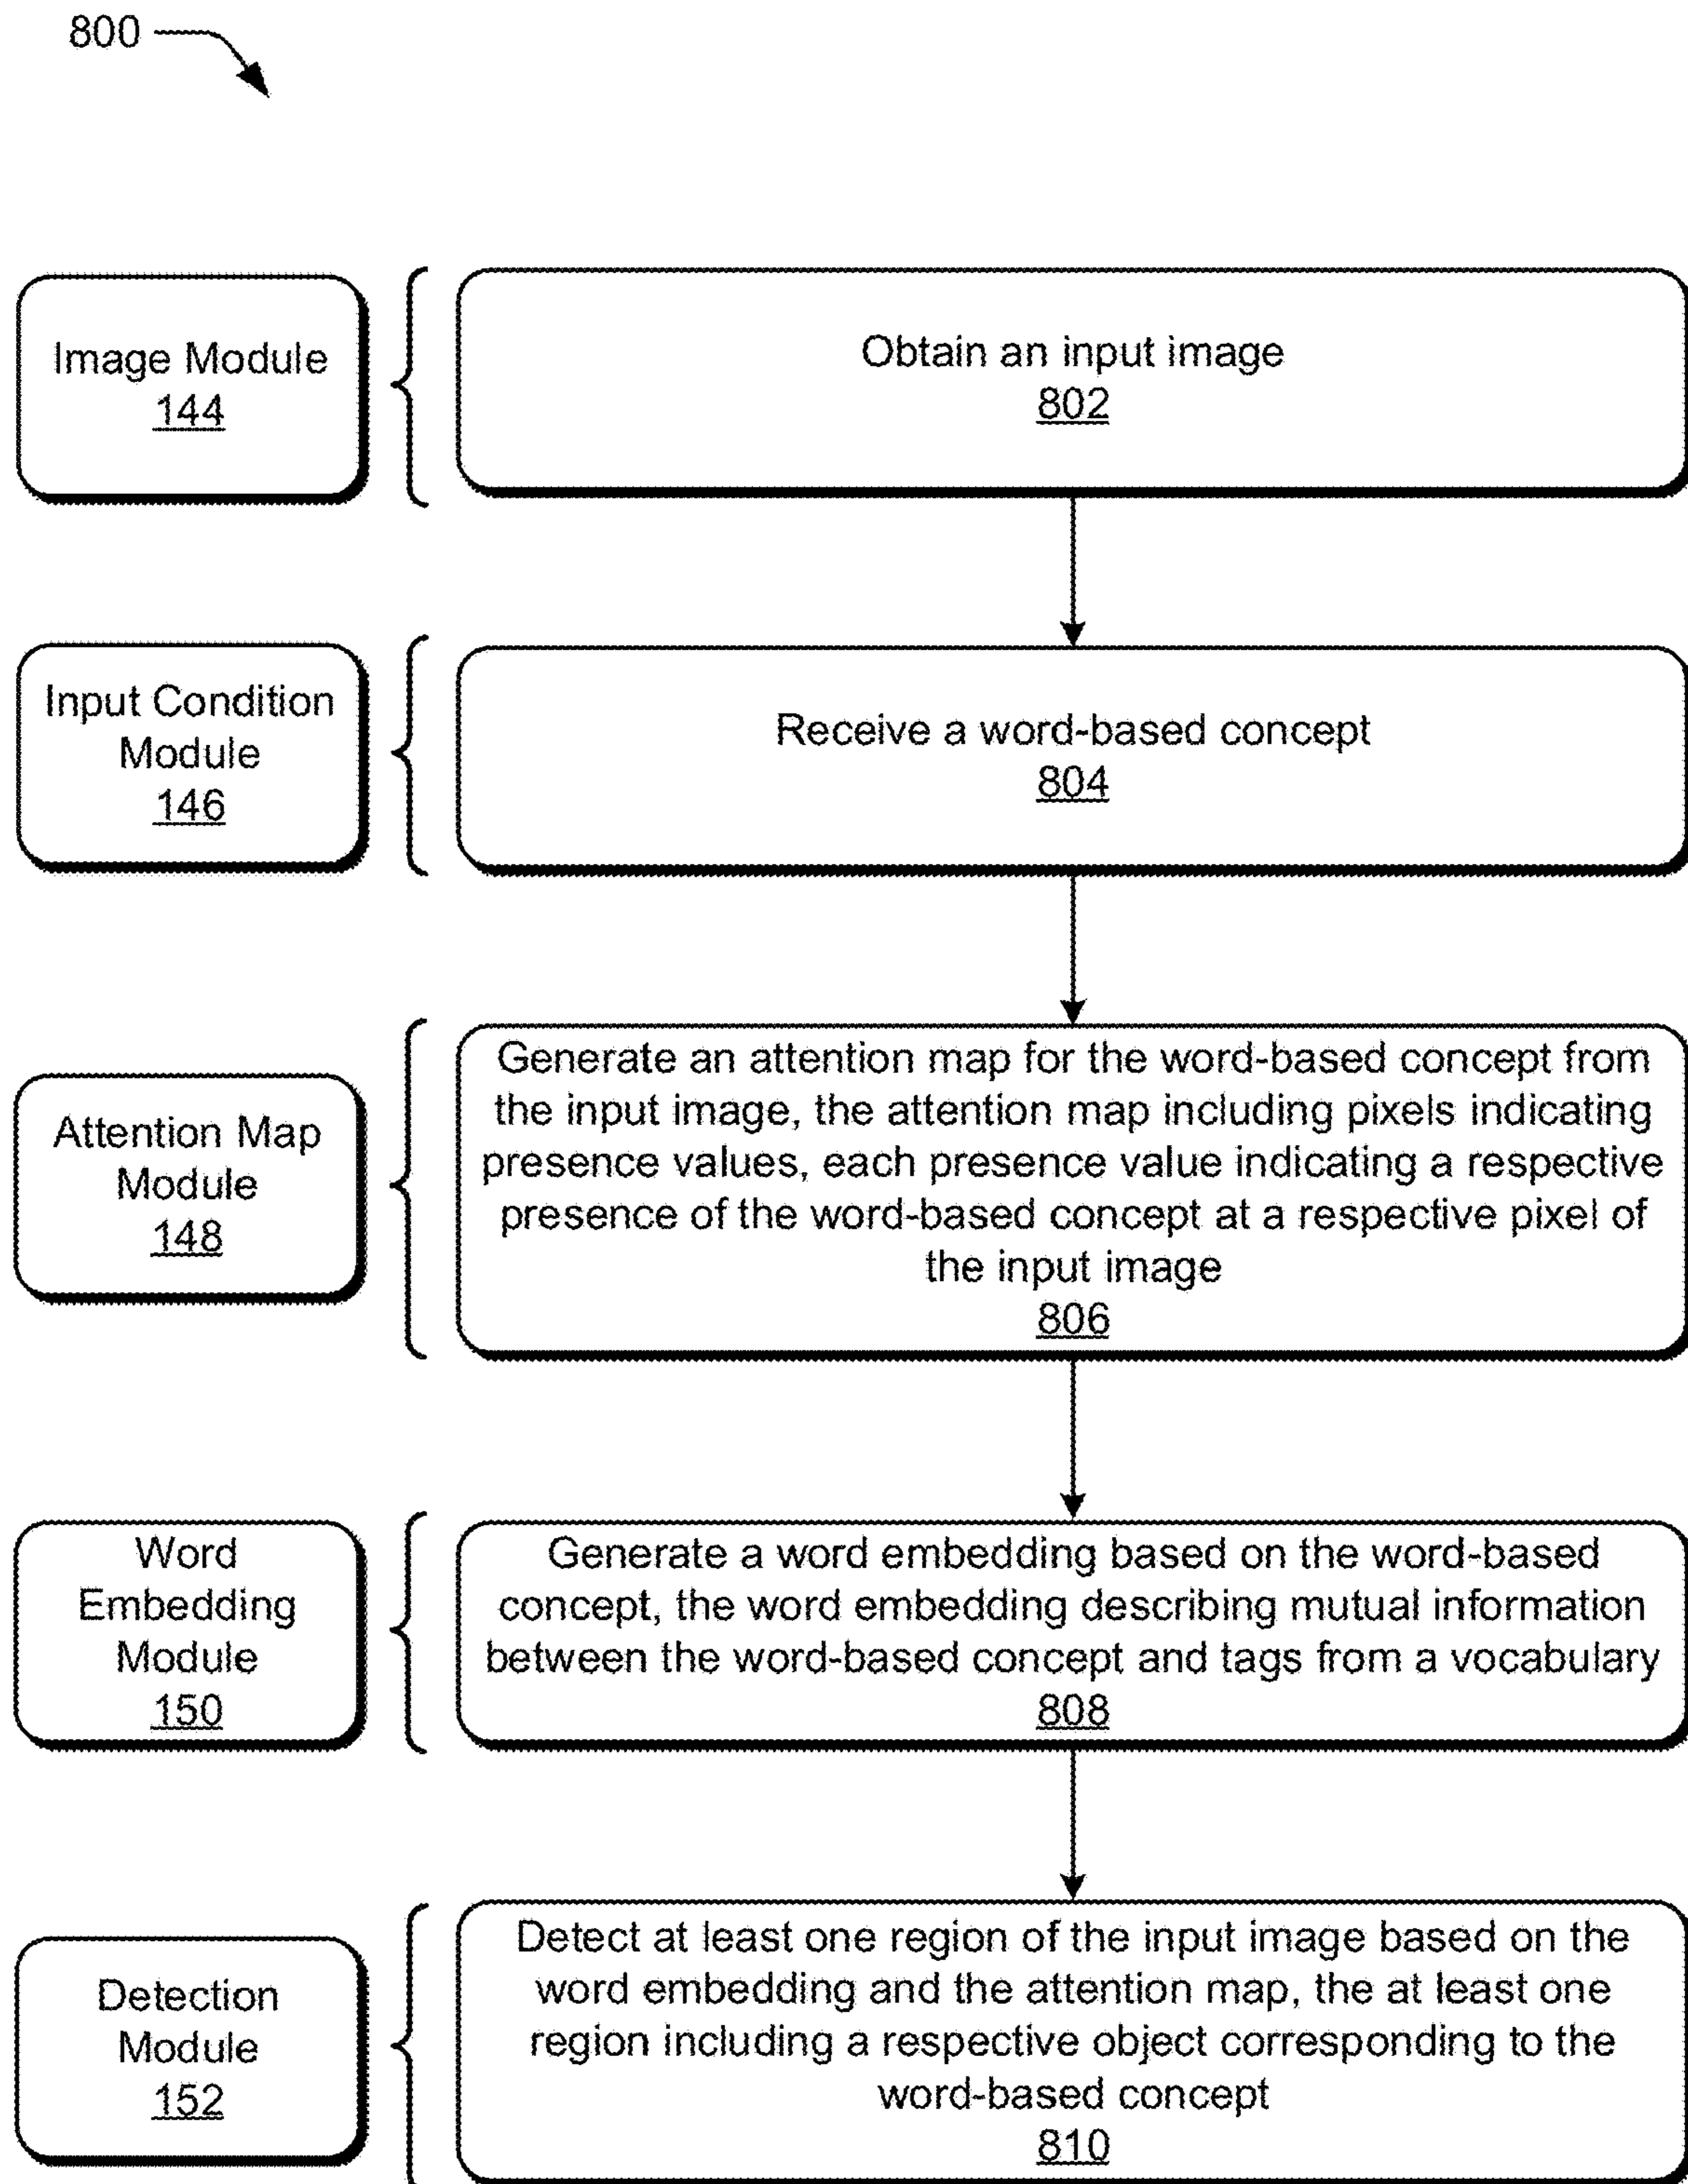 800
Image Module
144
Obtain an input image
802
Input Condition
Module
146
Receive a word-based concept
804
Attention Map
Module
148
Generate an attention map for the word-based concept from
the input image, the attention map including pixels indicating
presence values, each presence value indicating a respective
presence of the word-based concept at a respective pixel of
the input image
806
Word
Embedding
Module
150
Generate a word embedding based on the word-based
concept, the word embedding describing mutual information
between the word-based concept and tags from a vocabulary
808
Detection
Module
152
Detect at least one region of the input image based on the
word embedding and the attention map, the at least one
region including a respective object corresponding to the
word-based concept
810